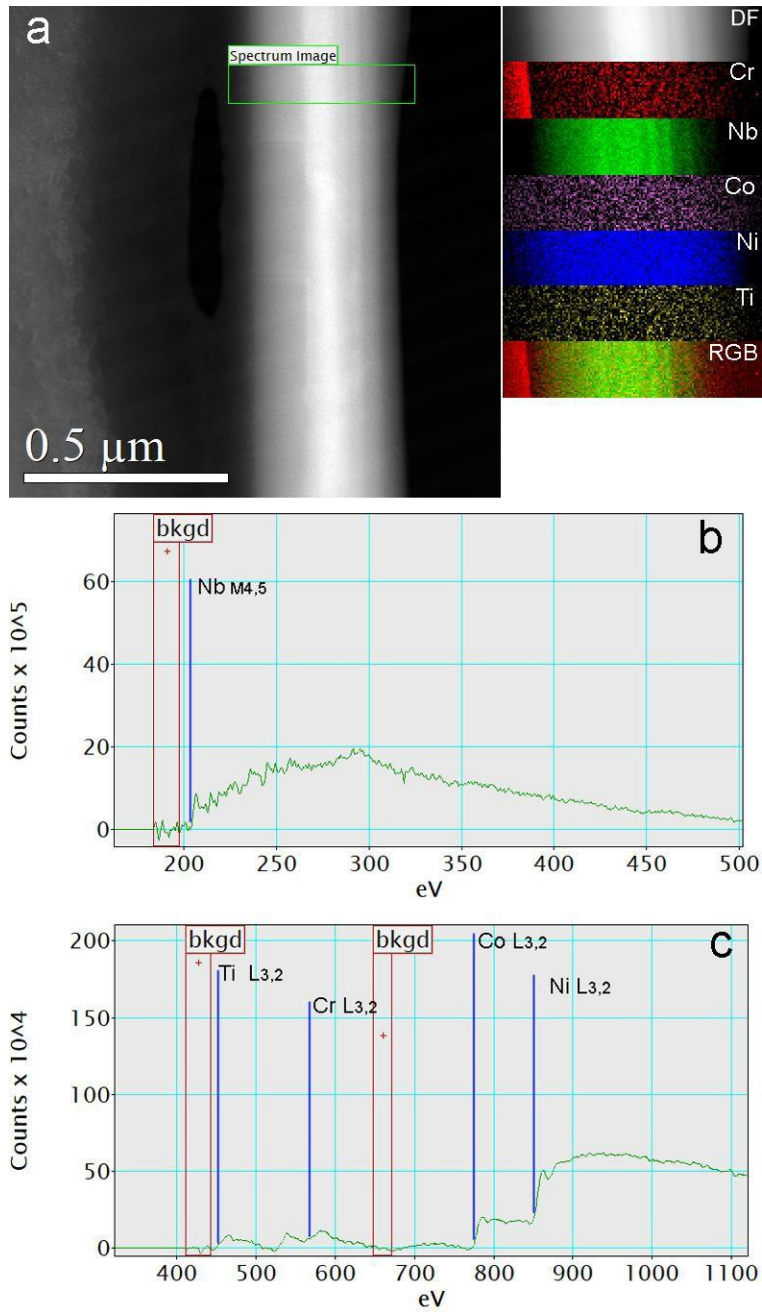 a
Spectrum Image
0.5 µm
DF
Cr
Nb
Co
Ni
Ti
RGB
b
bkgd
Nb M4,5
Counts x 10^5
60
40
20
0
200 250 300 350 400 450 500
eV
c
bkgd bkgd
Ti L3,2
Cr L3,2
Co L3,2
Ni L3,2
Counts x 10^4
200
150
100
50
0
400 500 600 700 800 900 1000 1100
eV